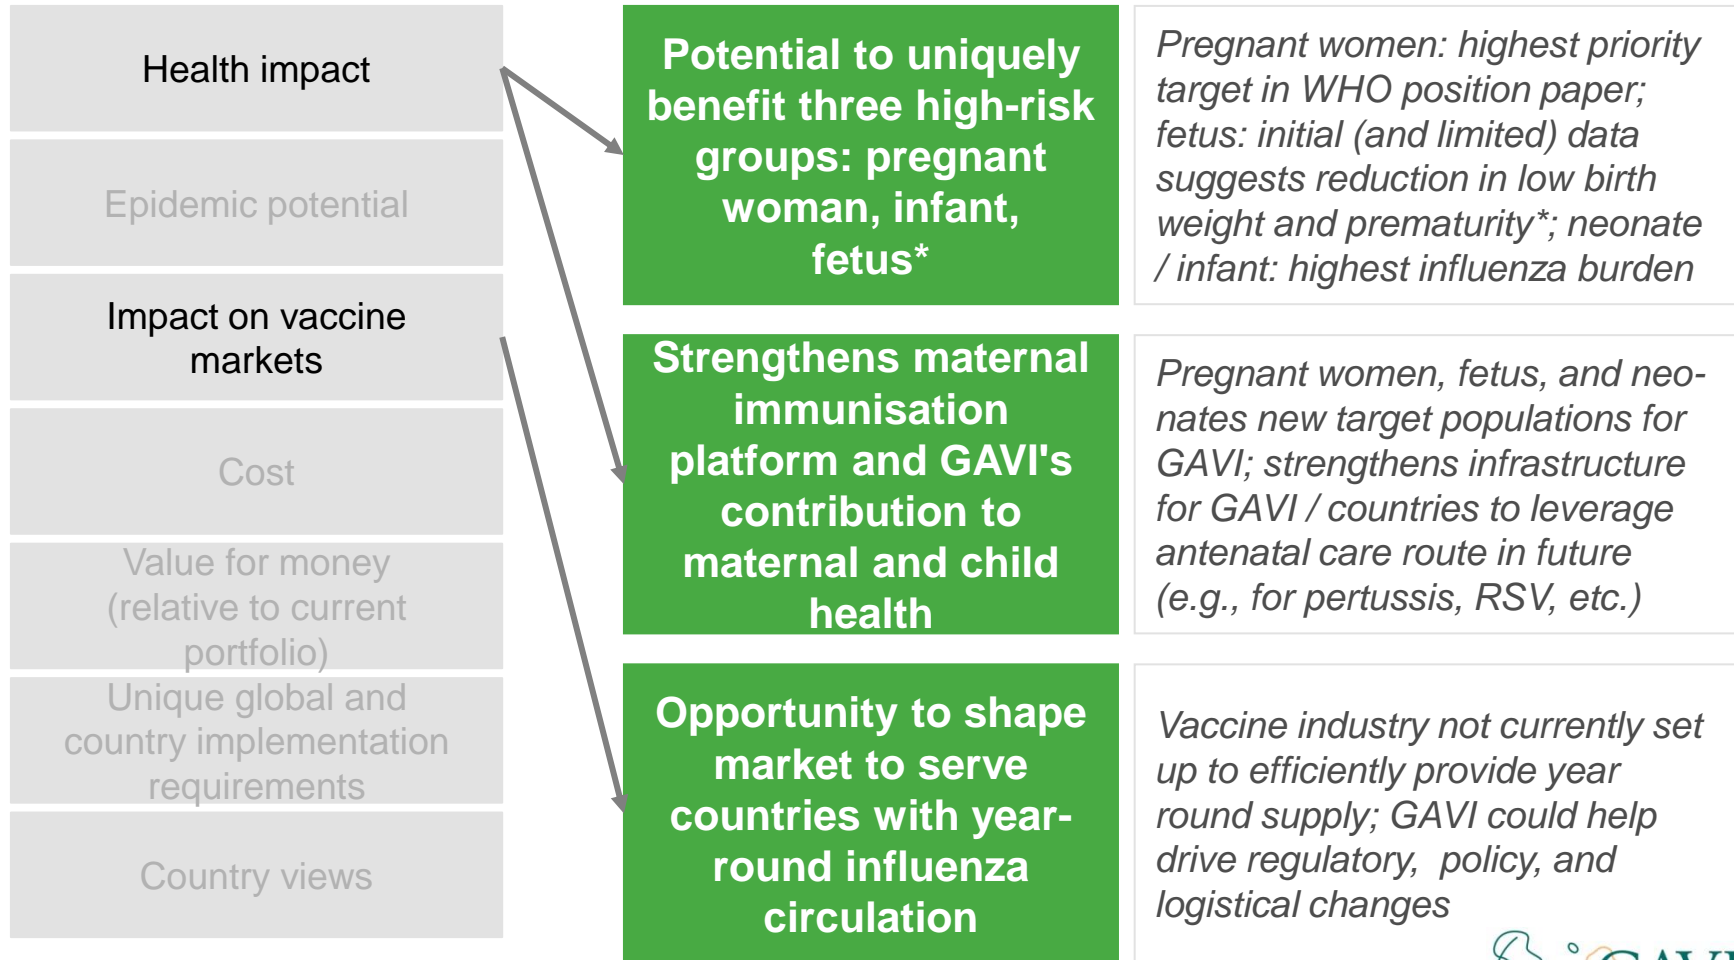 Health impact
Epidemic potential
Impact on vaccine
markets
Cost
Value for money
(relative to current
portfolio)
Unique global and
country implementation
requirements
Country views
Potential to uniquely
benefit three high-risk
groups: pregnant
woman, infant,
fetus*
Pregnant women: highest priority
target in WHO position paper;
fetus: initial (and limited) data
suggests reduction in low birth
weight and prematurity*; neonate
/ infant: highest influenza burden
Strengthens maternal
immunisation
platform and GAVI's
contribution to
maternal and child
health
Pregnant women, fetus, and neo-
nates new target populations for
GAVI; strengthens infrastructure
for GAVI / countries to leverage
antenatal care route in future
(e.g., for pertussis, RSV, etc.)
Opportunity to shape
market to serve
countries with year-
round influenza
circulation
Vaccine industry not currently set
up to efficiently provide year
round supply; GAVI could help
drive regulatory, policy, and
logistical changes
GAVI